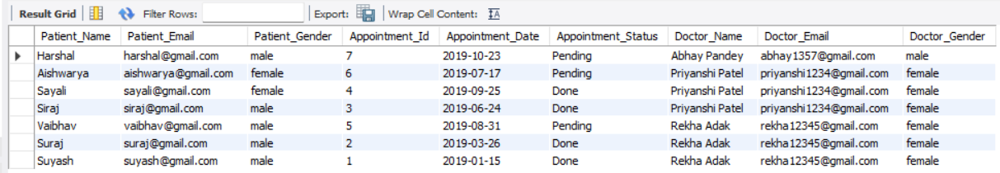 Result Grid Filter Rows: Export: Wrap Cell Content: IA
Patient_Name Patient_Email Patient_Gender Appointment_Id Appointment_Date Appointment_Status Doctor_Name Doctor_Email Doctor_Gender
Harshal harshal@gmail.com male 7 2019-10-23 Pending Abhay Pandey abhay1357@gmail.com male
Aishwarya aishwarya@gmail.com female 6 2019-07-17 Pending Priyanshi Patel priyanshi1234@gmail.com female
Sayali sayali@gmail.com female 4 2019-09-25 Done Priyanshi Patel priyanshi1234@gmail.com female
Siraj siraj@gmail.com male 3 2019-06-24 Done Priyanshi Patel priyanshi1234@gmail.com female
Vaibhav vaibhav@gmail.com male 5 2019-08-31 Pending Rekha Adak rekha12345@gmail.com female
Suraj suraj@gmail.com male 2 2019-03-26 Done Rekha Adak rekha12345@gmail.com female
Suyash suyash@gmail.com male 1 2019-01-15 Done Rekha Adak rekha12345@gmail.com female